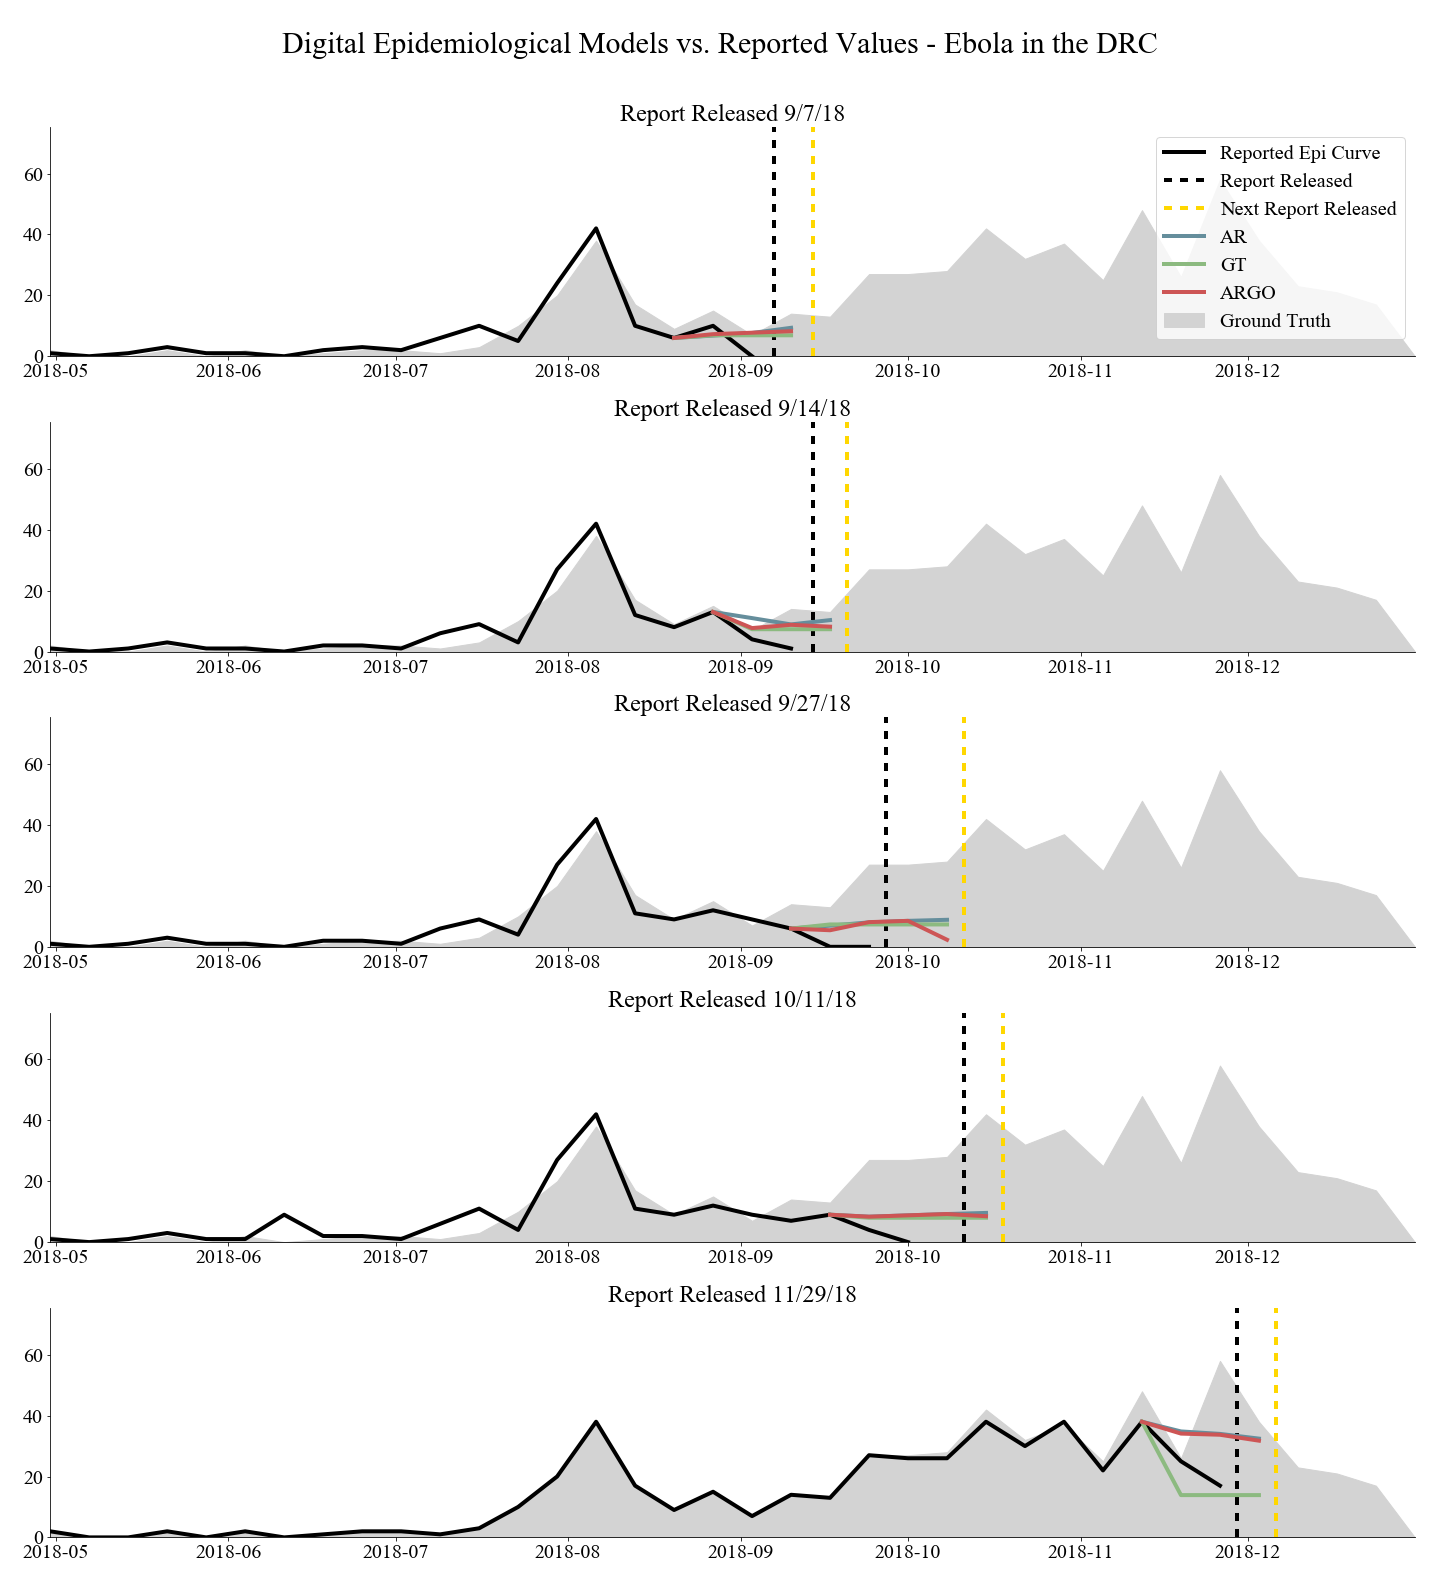 Digital Epidemiological Models vs. Reported Values - Ebola in the DRC
Report Released 9/7/18
60
40
20
0
2018-05 2018-06 2018-07 2018-08 2018-09 2018-10 2018-11 2018-12
Reported Epi Curve
Report Released
Next Report Released
AR
GT
ARGO
Ground Truth
Report Released 9/14/18
60
40
20
0
2018-05 2018-06 2018-07 2018-08 2018-09 2018-10 2018-11 2018-12
Report Released 9/27/18
60
40
20
0
2018-05 2018-06 2018-07 2018-08 2018-09 2018-10 2018-11 2018-12
Report Released 10/11/18
60
40
20
0
2018-05 2018-06 2018-07 2018-08 2018-09 2018-10 2018-11 2018-12
Report Released 11/29/18
60
40
20
0
2018-05 2018-06 2018-07 2018-08 2018-09 2018-10 2018-11 2018-12